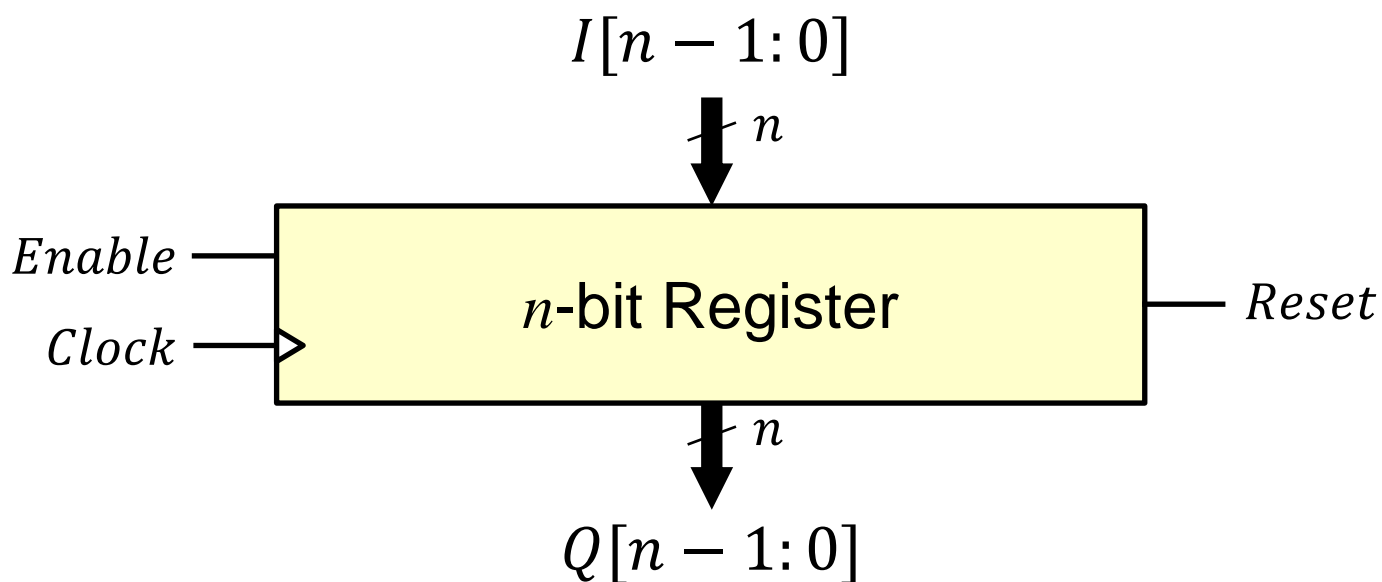 I[n − 1: 0]
n
Enable
n-bit Register
Reset
Clock
n
Q[n − 1: 0]